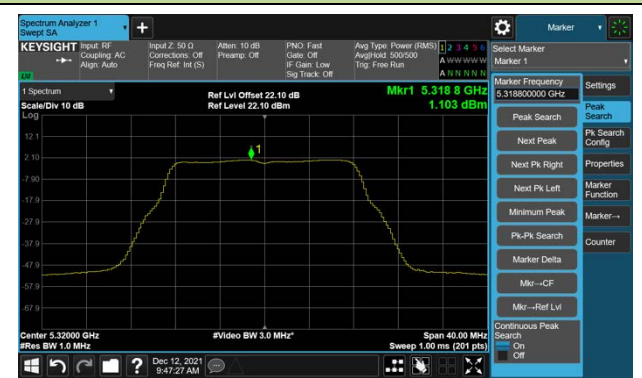 Spectrum Analyzer 1
Swept SA
Marker
KEYSIGHT
Input: RF
Coupling: AC
Align: Auto
Input Z: 50 Ω
Corrections: Off
Freq Ref: Int (S)
Atten: 10 dB
Preamp: Off
PNO: Fast
Gate: Off
IF Gain: Low
Sig Track: Off
Avg Type: Power (RMS)
Avg|Hold: 500/500
Trig: Free Run
1 2 3 4 5 6
A W W W W W
A N N N N N
LXI
1 Spectrum
Scale/Div 10 dB
Log
Ref Lvl Offset 22.10 dB
Ref Level 22.10 dBm
Mkr1 5.318 8 GHz
1.103 dBm
12.1
2.10
-7.90
-17.9
-27.9
-37.9
-47.9
-57.9
-67.9
1
Center 5.32000 GHz
#Res BW 1.0 MHz
#Video BW 3.0 MHz*
Span 40.00 MHz
Sweep 1.00 ms (201 pts)
Select Marker
Marker 1
Marker Frequency
5.318800000 GHz
Peak Search
Next Peak
Next Pk Right
Next Pk Left
Minimum Peak
Pk-Pk Search
Marker Delta
Mkr→CF
Mkr→Ref Lvl
Continuous Peak
Search
On
Off
Settings
Peak
Search
Pk Search
Config
Properties
Marker
Function
Marker→
Counter
Dec 12, 2021
9:47:27 AM